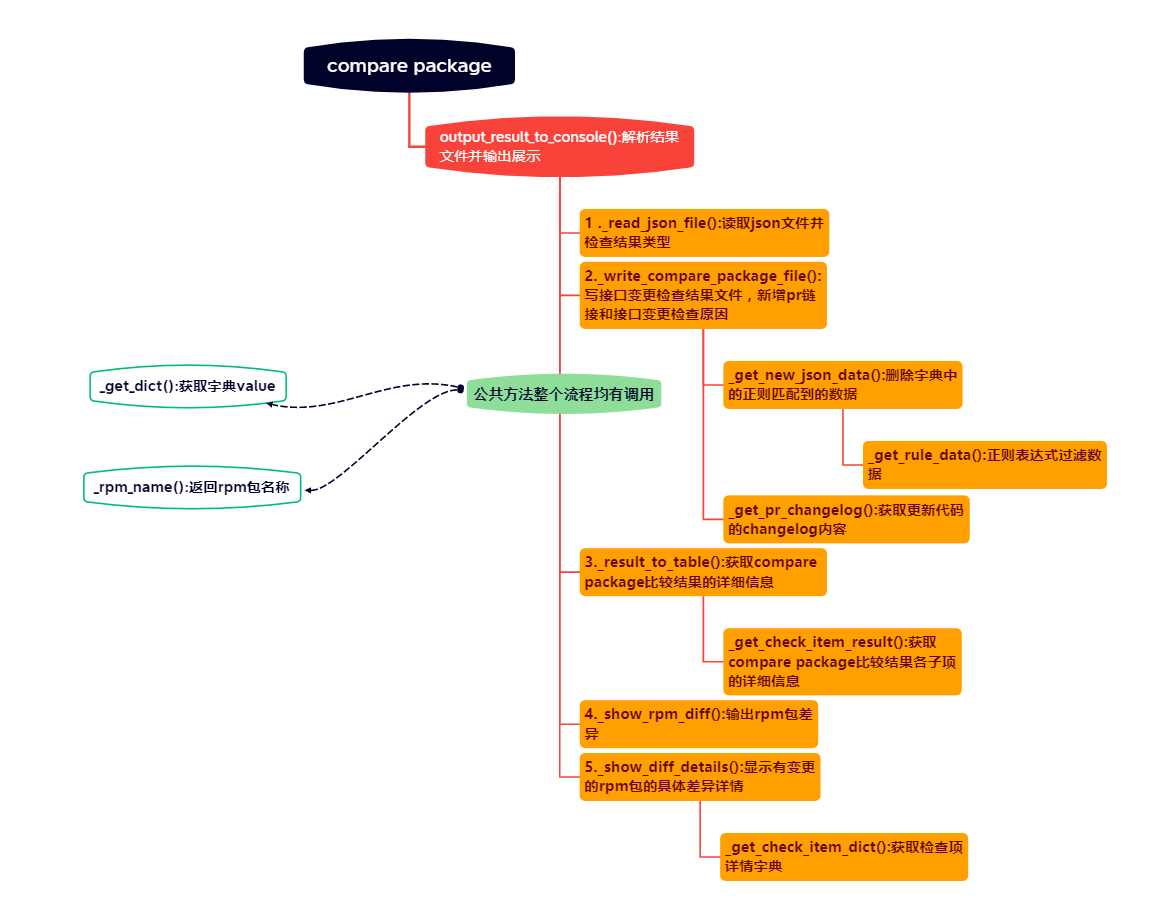 compare package
output_result_to_console():解析结果
文件并输出展示
1 ._read_json_file():读取json文件并
检查结果类型
2._write_compare_package_file():
写接口变更检查结果文件，新增pr链
接和接口变更检查原因
_get_new_json_data():删除字典中
的正则匹配到的数据
_get_rule_data():正则表达式过滤数
据
_get_pr_changelog():获取更新代码
的changelog内容
_get_dict():获取字典value
公共方法整个流程均有调用
_rpm_name():返回rpm包名称
3._result_to_table():获取compare
package比较结果的详细信息
_get_check_item_result():获取
compare package比较结果各子项
的详细信息
4._show_rpm_diff():输出rpm包差
异
5._show_diff_details():显示有变更
的rpm包的具体差异详情
_get_check_item_dict():获取检查项
详情字典